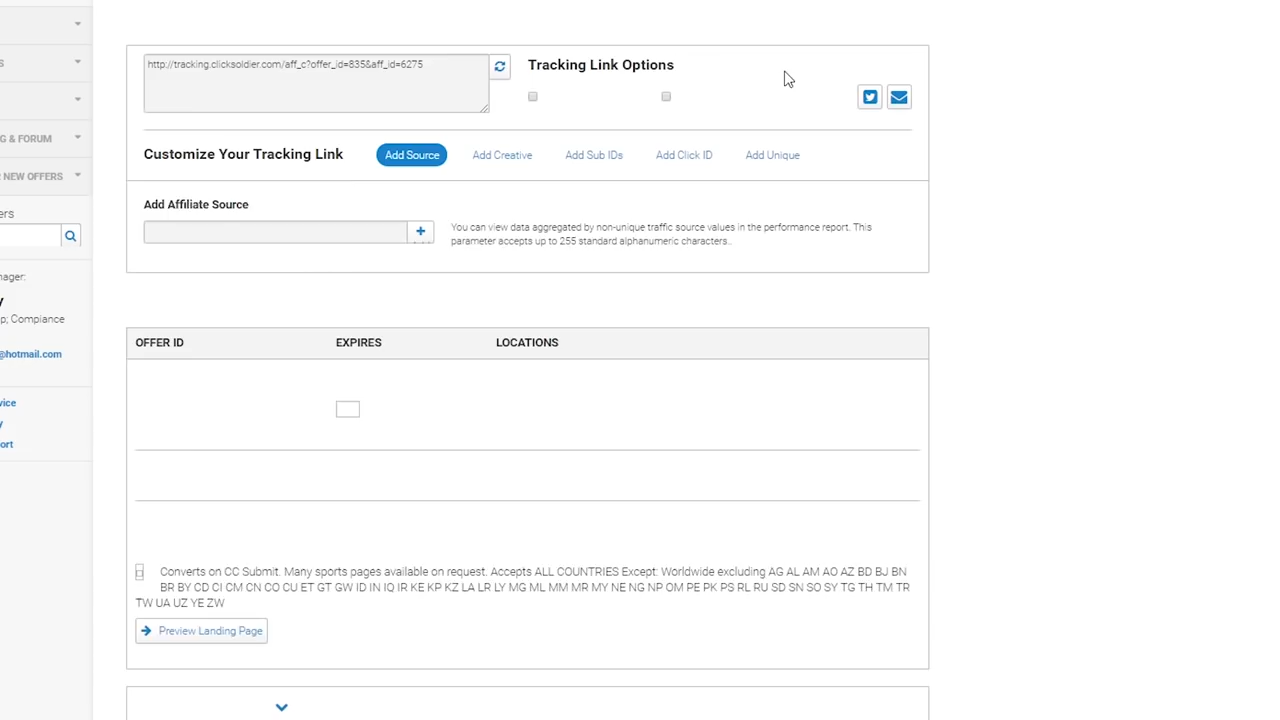 http://tracking.clicksoldier.com/aff_c?offer_id=835&aff_id=6275
Tracking Link Options
S
G & FORUM
NEW OFFERS
Customize Your Tracking Link
Add Source
Add Creative
Add Sub IDs
Add Click ID
Add Unique
Add Affiliate Source
You can view data aggregated by non-unique traffic source values in the performance report. This
parameter accepts up to 255 standard alphanumeric characters..
ers
nager:
y
p; Compiance
@hotmail.com
vice
y
ort
OFFER ID
EXPIRES
LOCATIONS
Converts on CC Submit. Many sports pages available on request. Accepts ALL COUNTRIES Except: Worldwide excluding AG AL AM AO AZ BD BJ BN
BR BY CD CI CM CN CO CU ET GT GW ID IN IQ IR KE KP KZ LA LR LY MG ML MM MR MY NE NG NP OM PE PK PS RL RU SD SN SO SY TG TH TM TR
TW UA UZ YE ZW
Preview Landing Page